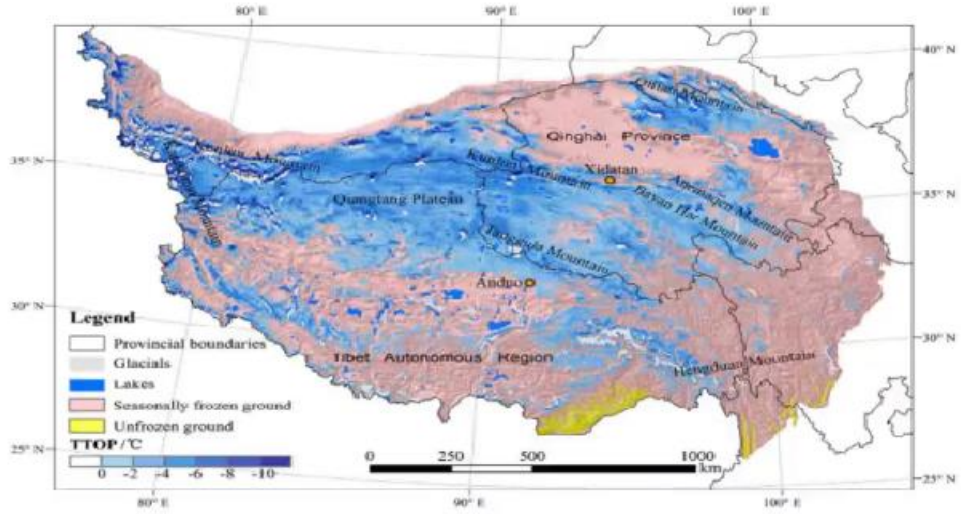 80° E 90° E 100° E
40° N
35° N
35° N
30° N
30° N
25° N
25° N
Qilian Mountain
Qinghai Province
Kunlun Mountain
Kunlun Mountain
Xidatan
Qiangtang Plateau
Bayan Har Mountain
Tanggula Mountain
Anduo
Tibet Autonomous Region
Hengduan Mountain
Legend
Provincial boundaries
Glacials
Lakes
Seasonally frozen ground
Unfrozen ground
TTOP /℃
0 -2 -4 -6 -8 -10
0 250 500 1000
km
80° E 90° E 100° E